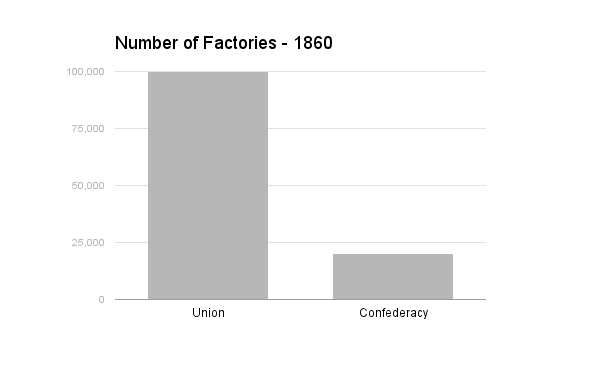 Number of Factories - 1860
100,000
75,000
50,000
25,000
0
Union Confederacy